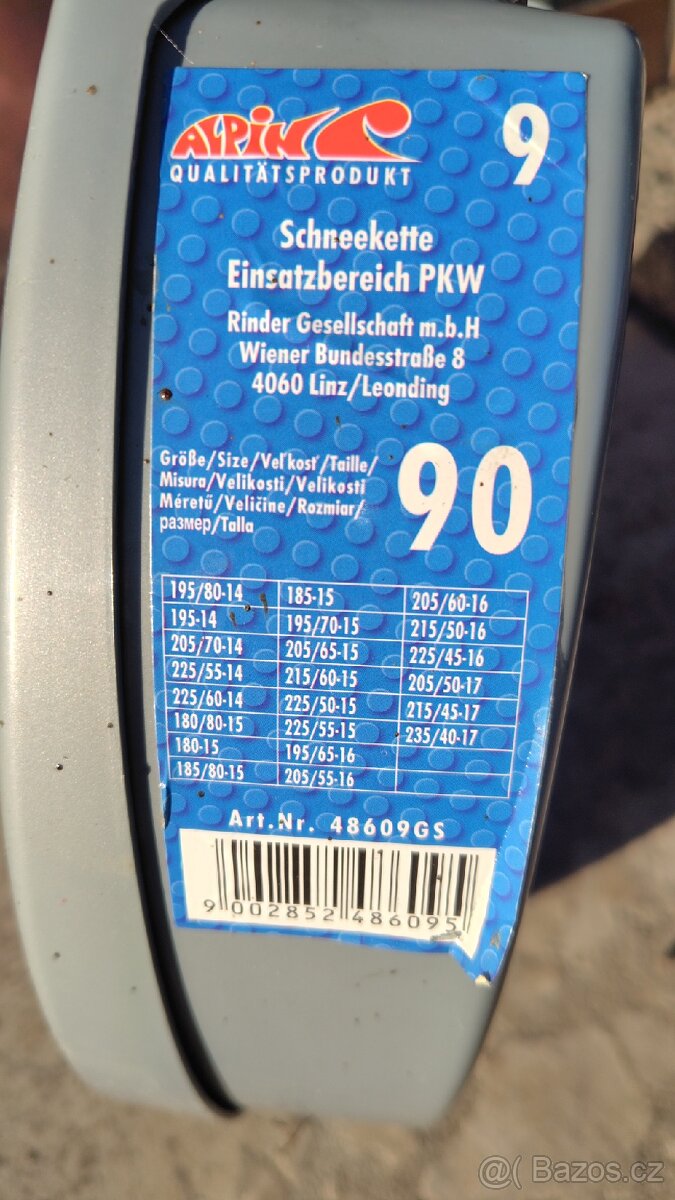 ALPIN
9
QUALITÄTSPRODUKT
Schneekette
Einsatzbereich PKW
Rinder Gesellschaft m.b.H
Wiener Bundesstraße 8
4060 Linz/Leonding
Größe/Size/Veľkosť/Taille/
Misura/Velikosti/Velikosti
Méretű/Veličine/Rozmiar/
размер/Talla
90
195/80-14 185-15 205/60-16
195-14 195/70-15 215/50-16
205/70-14 205/65-15 225/45-16
225/55-14 215/60-15 205/50-17
225/60-14 225/50-15 215/45-17
180/80-15 225/55-15 235/40-17
180-15 195/65-16
185/80-15 205/55-16
Art.Nr. 48609GS
1
9 002852 486095
@( Bazos.cz